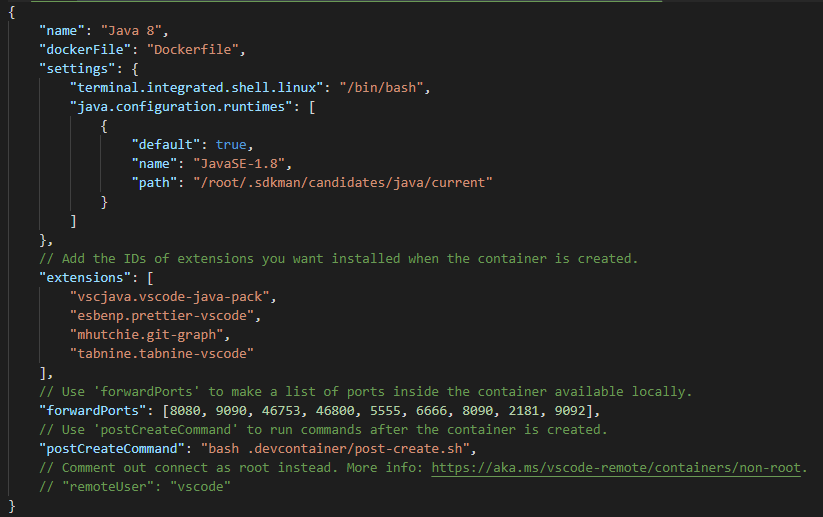 {
    "name": "Java 8",
    "dockerFile": "Dockerfile",
    "settings": {
        "terminal.integrated.shell.linux": "/bin/bash",
        "java.configuration.runtimes": [
            {
                "default": true,
                "name": "JavaSE-1.8",
                "path": "/root/.sdkman/candidates/java/current"
            }
        ]
    },
    // Add the IDs of extensions you want installed when the container is created.
    "extensions": [
        "vscjava.vscode-java-pack",
        "esbenp.prettier-vscode",
        "mhutchie.git-graph",
        "tabnine.tabnine-vscode"
    ],
    // Use 'forwardPorts' to make a list of ports inside the container available locally.
    "forwardPorts": [8080, 9090, 46753, 46800, 5555, 6666, 8090, 2181, 9092],
    // Use 'postCreateCommand' to run commands after the container is created.
    "postCreateCommand": "bash .devcontainer/post-create.sh",
    // Comment out connect as root instead. More info: https://aka.ms/vscode-remote/containers/non-root.
    // "remoteUser": "vscode"
}